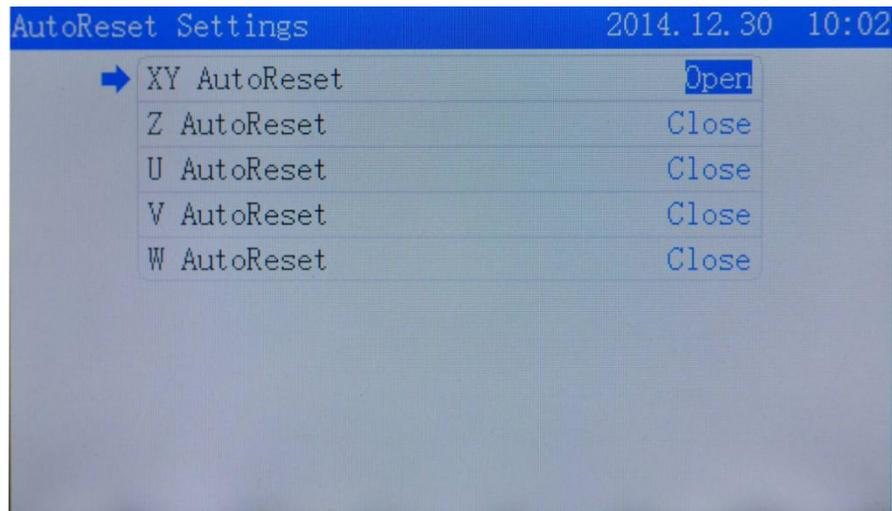 AutoReset Settings 2014.12.30 10:02
XY AutoReset Open
Z AutoReset Close
U AutoReset Close
V AutoReset Close
W AutoReset Close